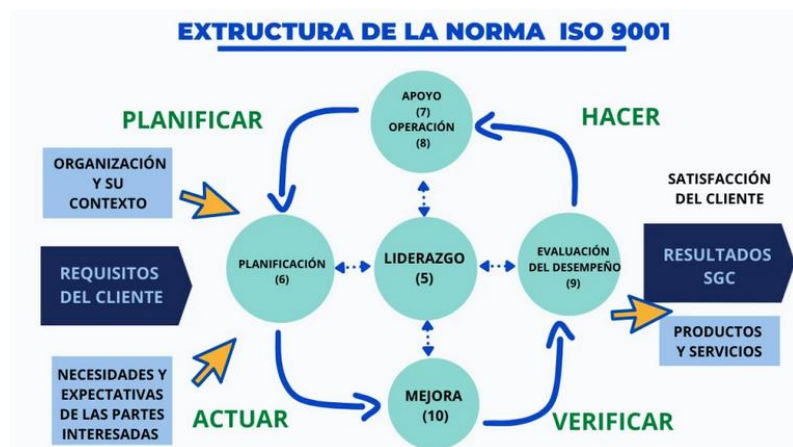 EXTRUCTURA DE LA NORMA ISO 9001
PLANIFICAR
APOYO
(7)
OPERACIÓN
(8)
HACER
ORGANIZACIÓN
Y SU
CONTEXTO
SATISFACCIÓN
DEL CLIENTE
REQUISITOS
DEL CLIENTE
PLANIFICACIÓN
(6)
LIDERAZGO
(5)
EVALUACIÓN
DEL DESEMPEÑO
(9)
RESULTADOS
SGC
PRODUCTOS
Y SERVICIOS
NECESIDADES Y
EXPECTATIVAS
DE LAS PARTES
INTERESADAS
ACTUAR
MEJORA
(10)
VERIFICAR